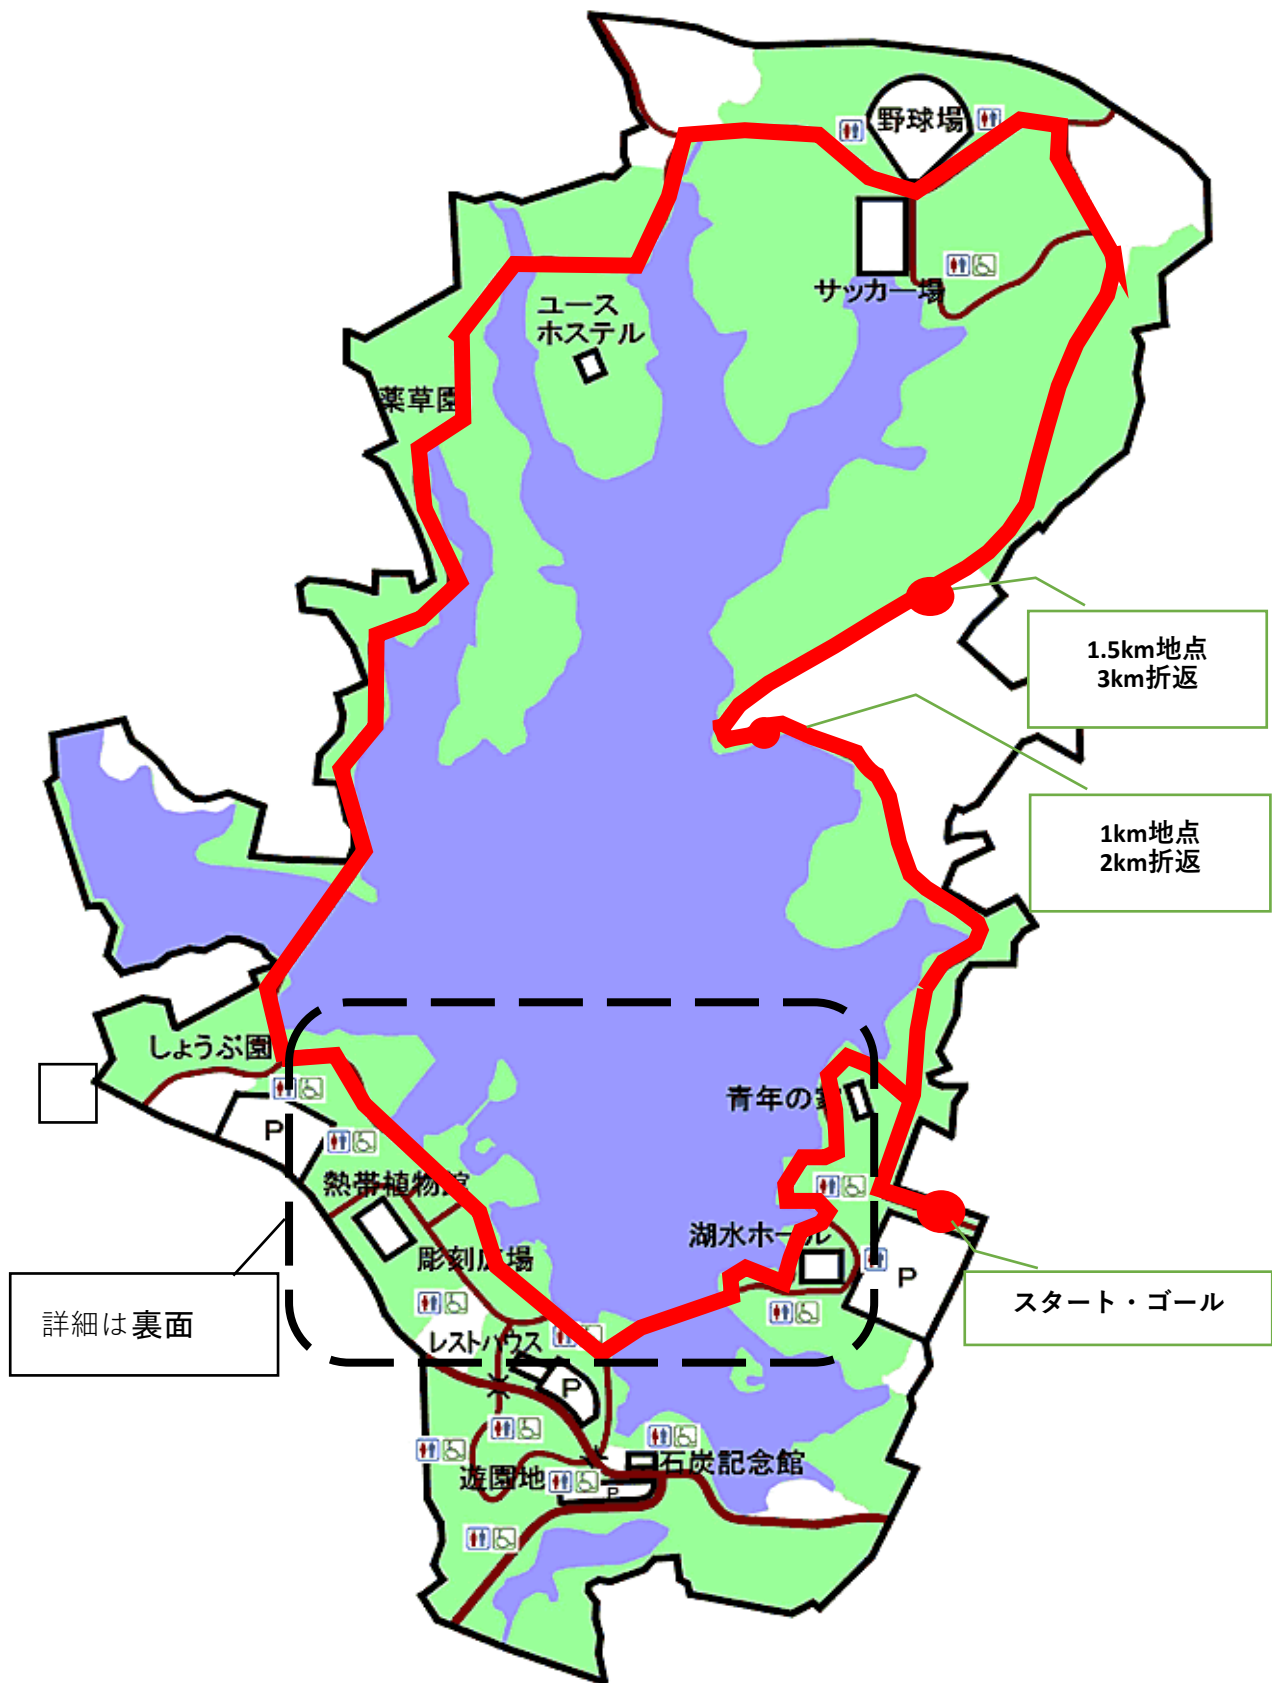 野球場
サッカー場
ユース
ホステル
薬草園
1.5km地点
3km折返
1km地点
2km折返
しょうぶ園
青年の家
P
熱帯植物館
湖水ホール
彫刻広場
P
スタート・ゴール
詳細は裏面
レストハウス
P
石炭記念館
遊園地
P